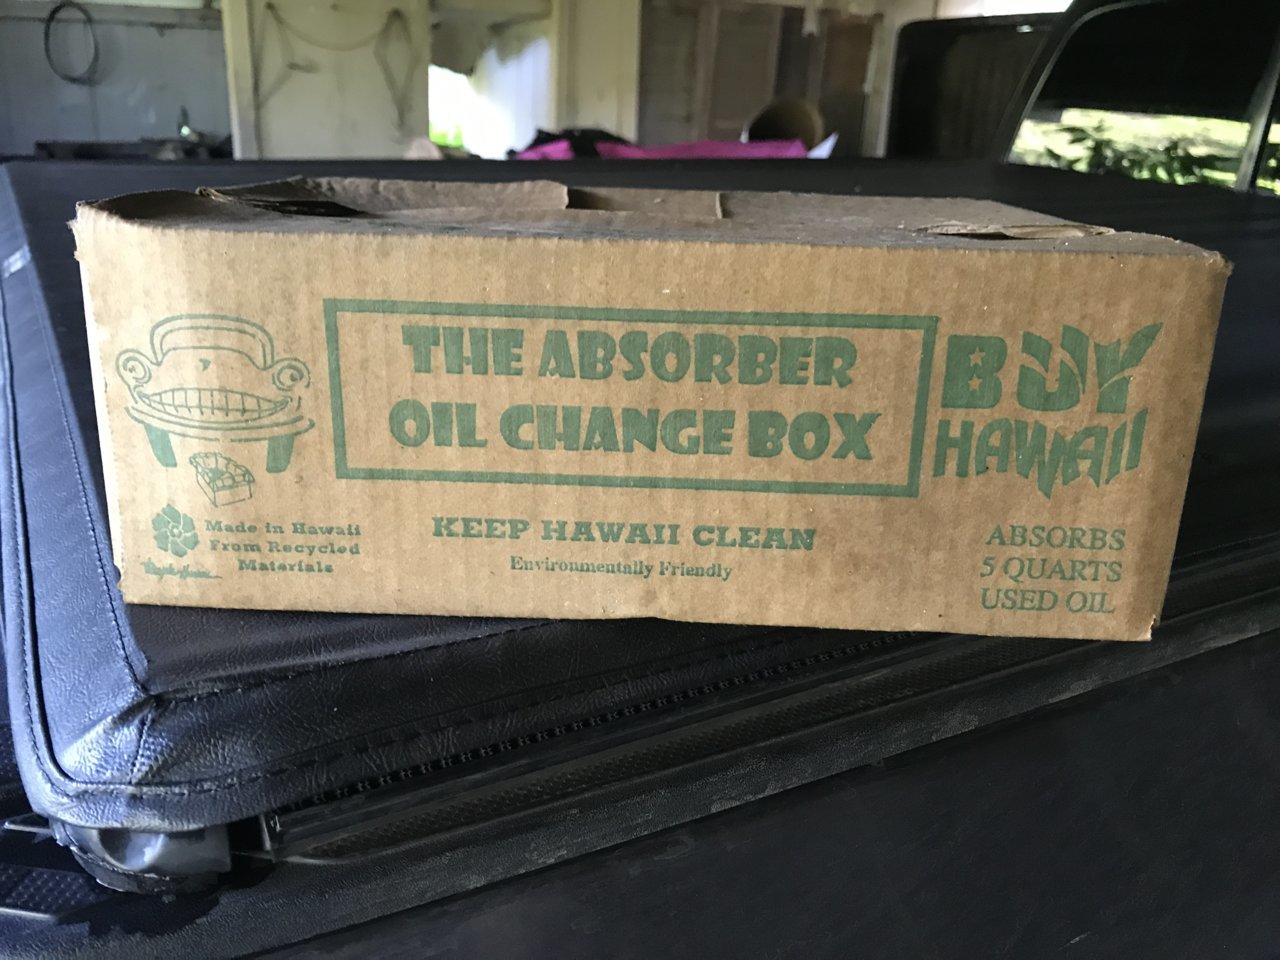 THE ABSORBER
OIL CHANGE BOX
BUY
HAWAII
Made in Hawaii
From Recycled
Materials
KEEP HAWAII CLEAN
Environmentally Friendly
ABSORBS
5 QUARTS
USED OIL